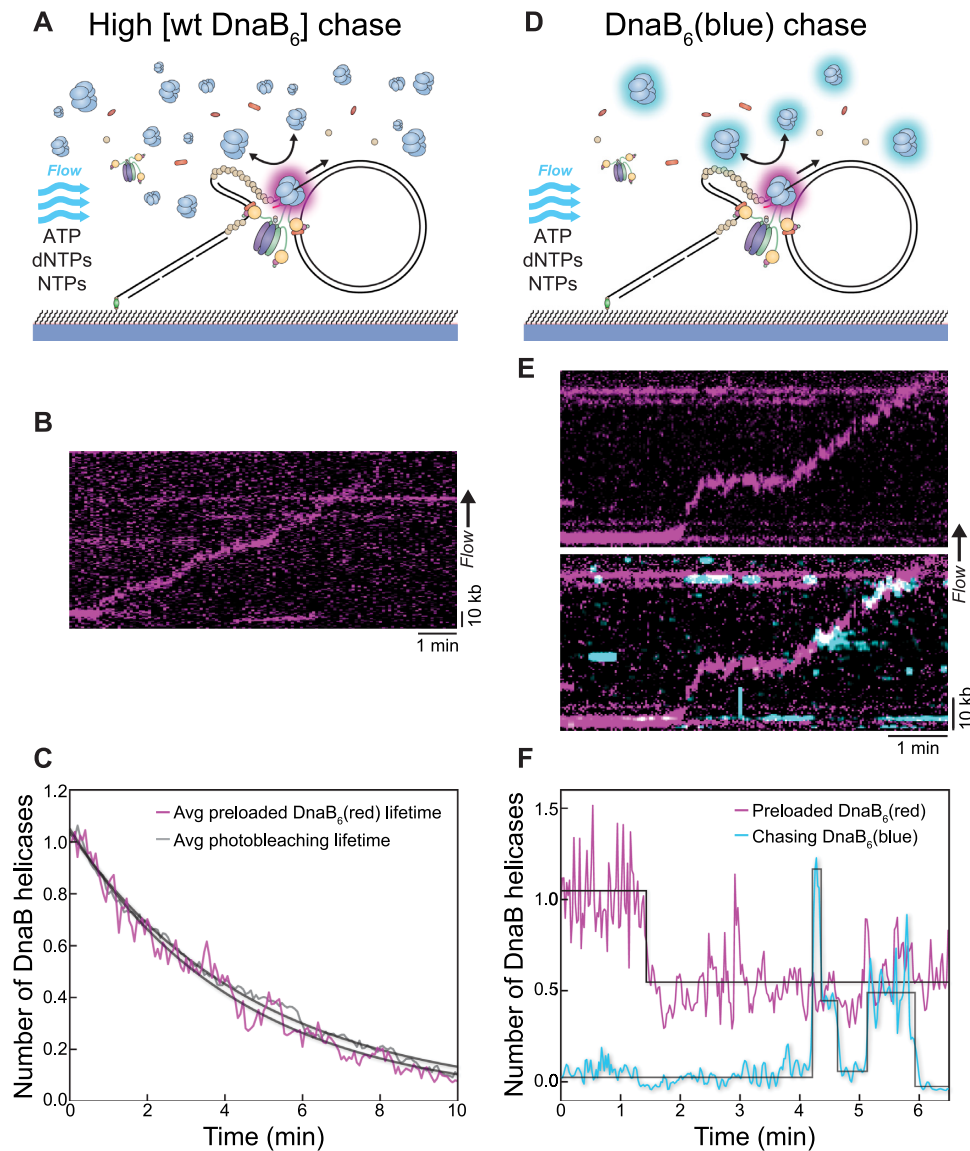 A
High [wt DnaB6] chase
Flow
ATP
dNTPs
NTPs
B
Flow
10 kb
1 min
C
Number of DnaB helicases
1.2
1.0
0.8
0.6
0.4
0.2
0.0
Avg preloaded DnaB6(red) lifetime
Avg photobleaching lifetime
0
2
4
6
8
10
Time (min)
D
DnaB6(blue) chase
Flow
ATP
dNTPs
NTPs
E
Flow
10 kb
1 min
F
Number of DnaB helicases
1.5
1.0
0.5
0.0
Preloaded DnaB6(red)
Chasing DnaB6(blue)
0
1
2
3
4
5
6
Time (min)